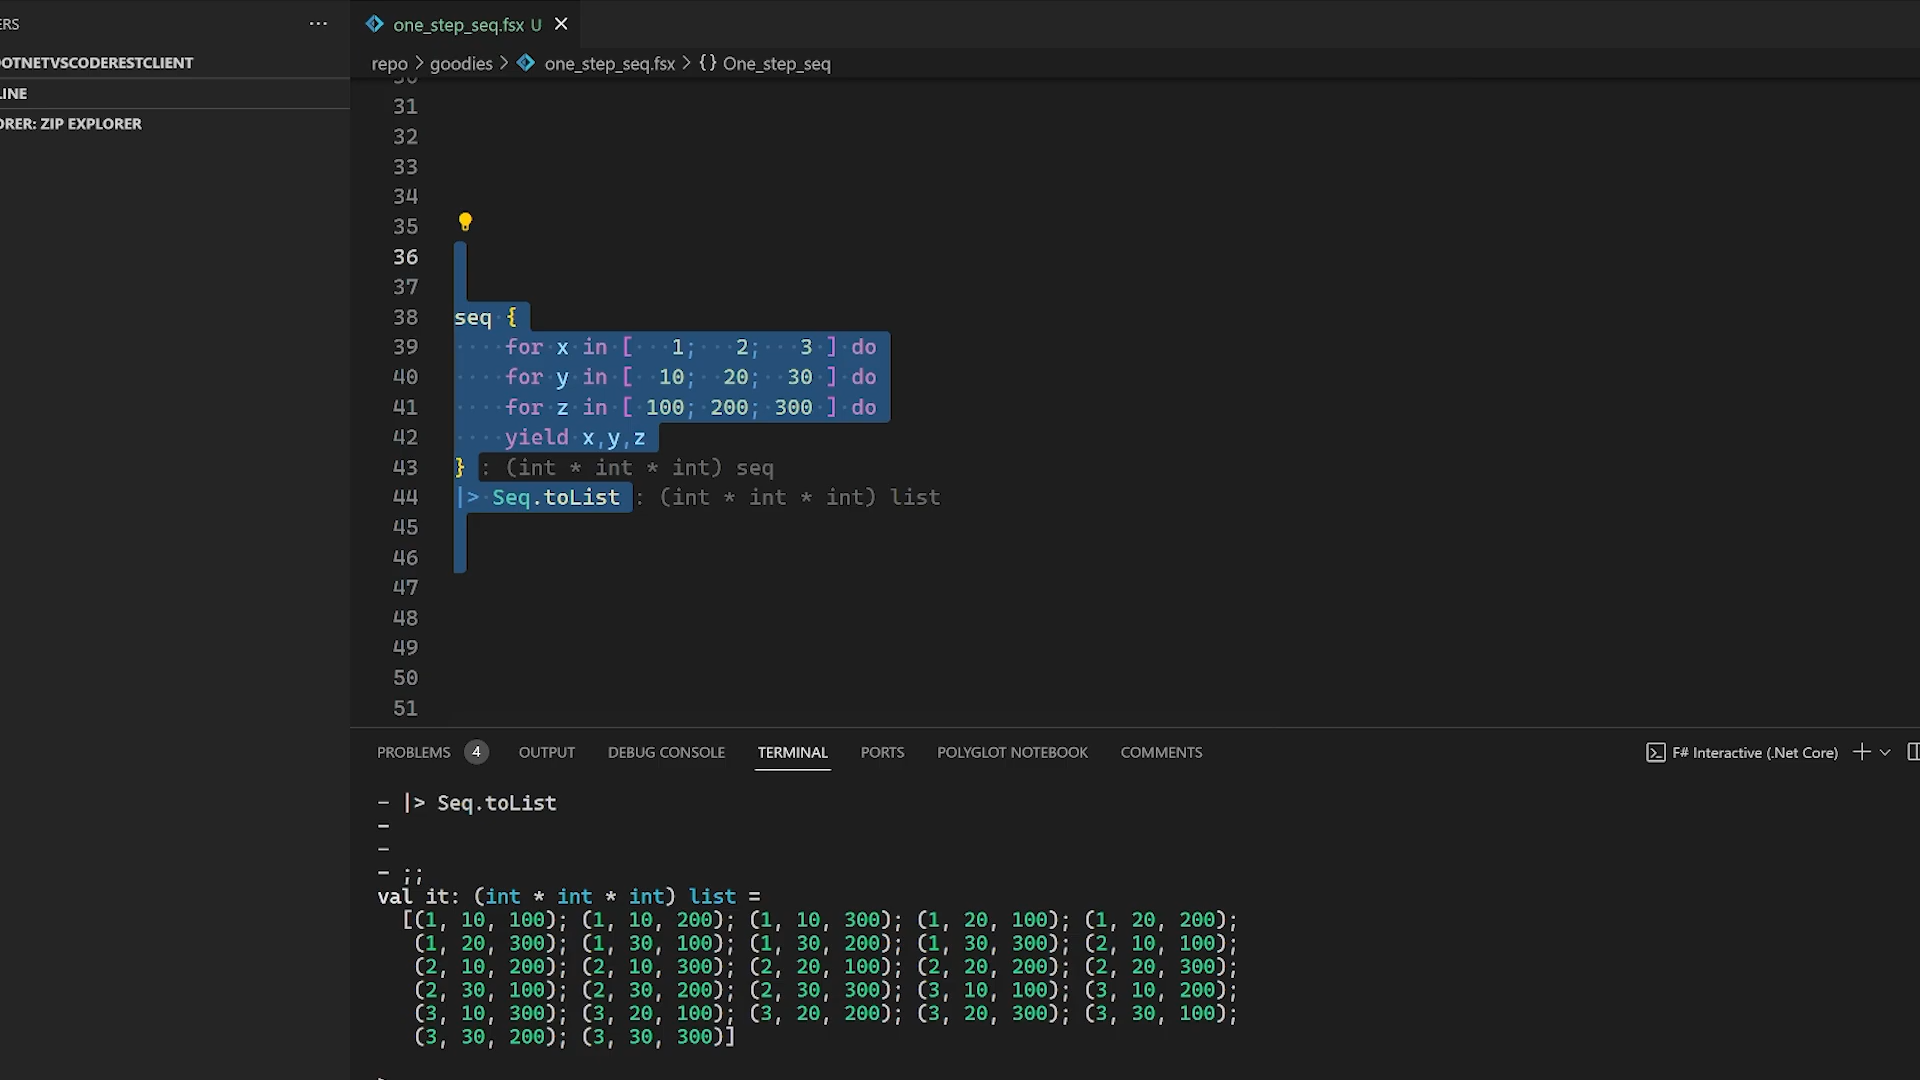 ERS ...
one_step_seq.fsx U
OTNETVSCODERESTCLIENT
repo > goodies > one_step_seq.fsx > {} One_step_seq
LINE
ORER: ZIP EXPLORER
30
31
32
33
34
35
36
37
38 seq {
39 for x in [ 1; 2; 3 ] do
40 for y in [ 10; 20; 30 ] do
41 for z in [ 100; 200; 300 ] do
42 yield x,y,z
43 } : (int * int * int) seq
44 |> Seq.toList : (int * int * int) list
45
46
47
48
49
50
51
PROBLEMS 4 OUTPUT DEBUG CONSOLE TERMINAL PORTS POLYGLOT NOTEBOOK COMMENTS F# Interactive (.Net Core)
- |> Seq.toList
-
-
- ;;
val it: (int * int * int) list =
[(1, 10, 100); (1, 10, 200); (1, 10, 300); (1, 20, 100); (1, 20, 200);
(1, 20, 300); (1, 30, 100); (1, 30, 200); (1, 30, 300); (2, 10, 100);
(2, 10, 200); (2, 10, 300); (2, 20, 100); (2, 20, 200); (2, 20, 300);
(2, 30, 100); (2, 30, 200); (2, 30, 300); (3, 10, 100); (3, 10, 200);
(3, 10, 300); (3, 20, 100); (3, 20, 200); (3, 20, 300); (3, 30, 100);
(3, 30, 200); (3, 30, 300)]